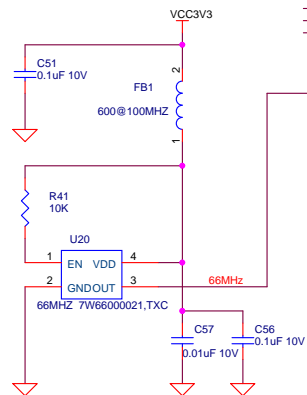 VCC3V3
C51
0.1uF 10V
2
FB1
600@100MHZ
1
R41
10K
U20
1 EN VDD 4
2 GND OUT 3
66MHz
66MHZ 7W66000021,TXC
C57
0.01uF 10V
C56
0.1uF 10V